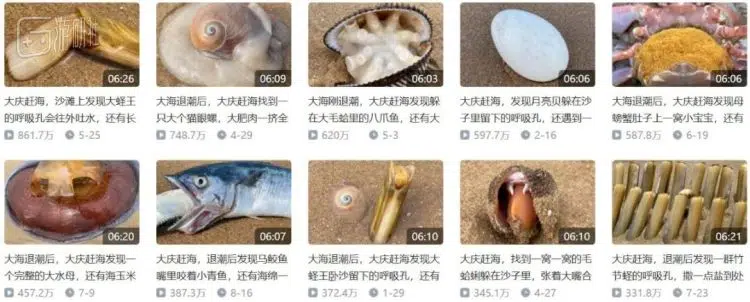 游研社
06:26
06:09
06:03
06:09
06:10
大庆赶海，沙滩上发现大蛏王
的呼吸孔会往外吐水，还有长
861.7万 5-25
大海退潮后，大庆赶海找到一
只大个猫眼螺，大肥肉一挤全
748.7万 4-29
大海刚退潮，大庆赶海发现躲
在大毛蛤里的八爪鱼，还有大
620万 5-3
大庆赶海，发现月亮贝躲在沙
子里留下的呼吸孔，还遇到一
597.7万 2-16
大海退潮后，大庆赶海发现母
螃蟹肚子上一窝小宝宝，还有
587.8万 6-19
06:20
06:07
06:10
06:10
06:21
大海退潮后，大庆赶海发现一
个完整的大水母，还有海玉米
457.2万 7-9
大庆赶海，退潮后发现马鲛鱼
嘴里咬着小青鱼，还有海绵一
387.3万 8-16
大海退潮后，大庆赶海发现大
蛏王卧沙留下的呼吸孔，还有
372.4万 1-29
大庆赶海，找到一窝一窝的毛
蛤蜊躲在沙子里，张着大嘴合
345.1万 4-27
大庆赶海，退潮后发现一群竹
节蛏的呼吸孔，撒一点盐到处
331.8万 7-23